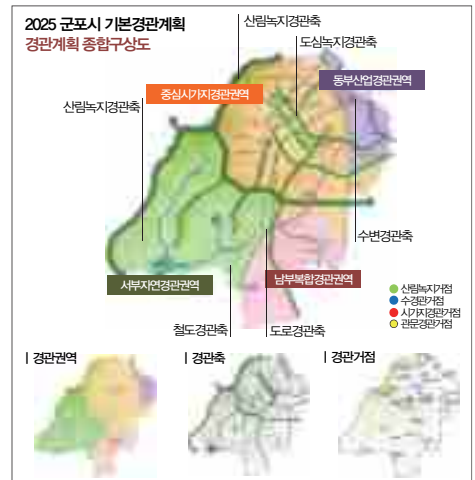 2025 군포시 기본경관계획
경관계획 종합구상도
산림녹지경관축
도심녹지경관축
중심시가지경관권역
동부산업경관권역
산림녹지경관축
수변경관축
서부자연경관권역
남부복합경관권역
철도경관축
도로경관축
산림녹지거점
수경관거점
시가지경관거점
관문경관거점
| 경관권역
| 경관축
| 경관거점